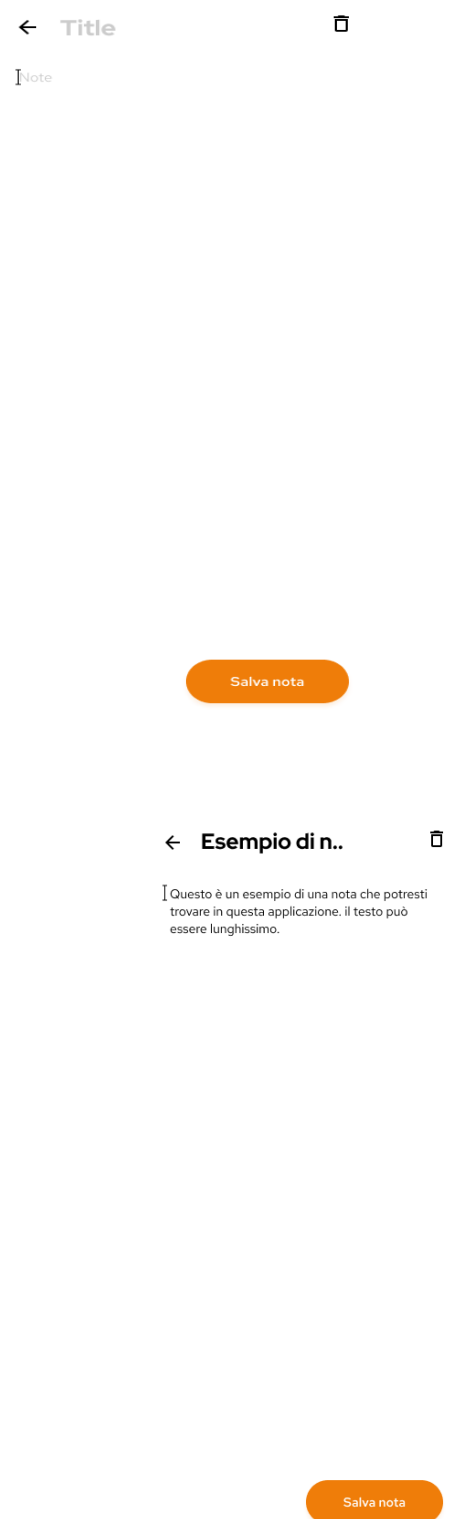 Title
Note
Salva nota
Esempio di n..
Questo è un esempio di una nota che potresti
trovare in questa applicazione. il testo può
essere lunghissimo.
Salva nota